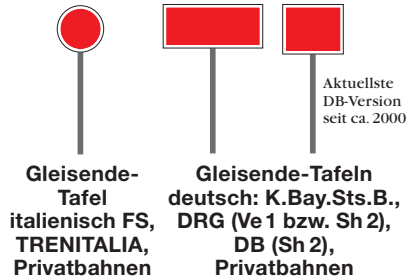 Aktuellste
DB-Version
seit ca. 2000
Gleisende-
Tafel
italienisch FS,
TRENITALIA,
Privatbahnen
Gleisende-Tafeln
deutsch: K.Bay.Sts.B.,
DRG (Ve 1 bzw. Sh 2),
DB (Sh 2),
Privatbahnen